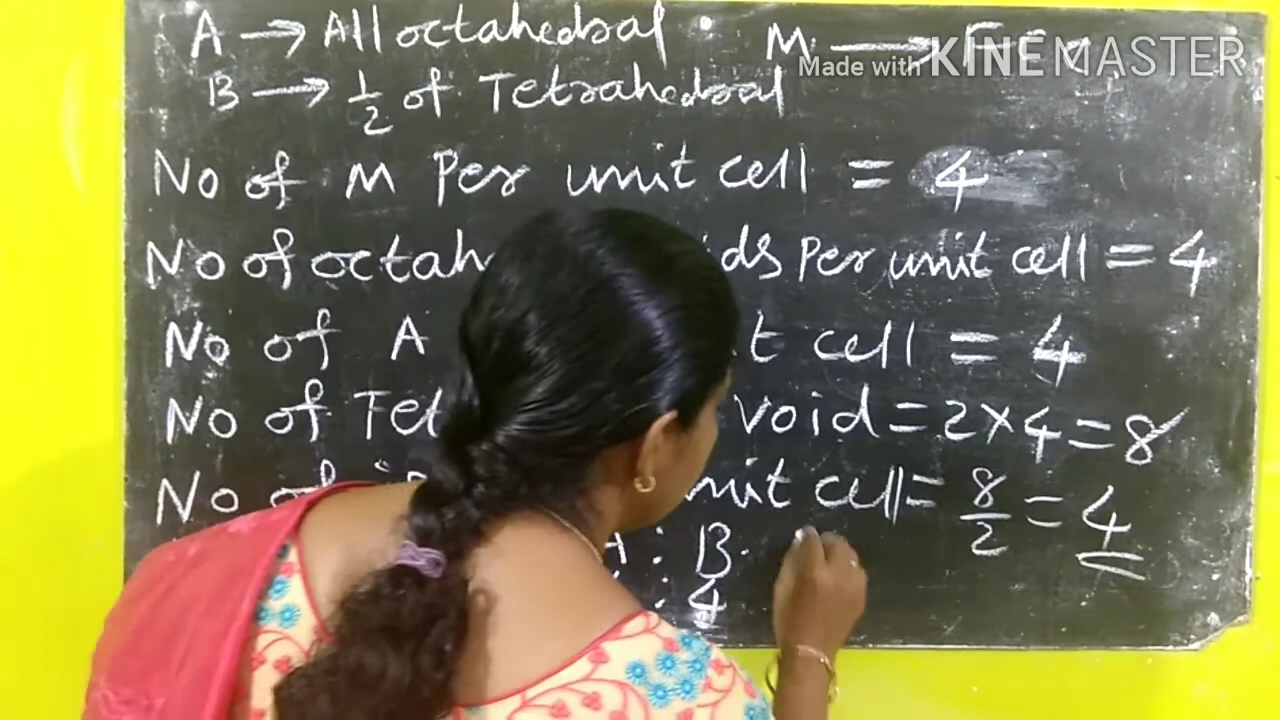 A → All octahedral M →
Made with KINEMASTER
B → 1/2 of Tetrahedral
No of M Per unit cell = 4
No of octah ds Per unit cell = 4
No of A t cell = 4
No of Tet void = 2 × 4 = 8
No of nit cell = 8/2 = 4
A : B
: 4